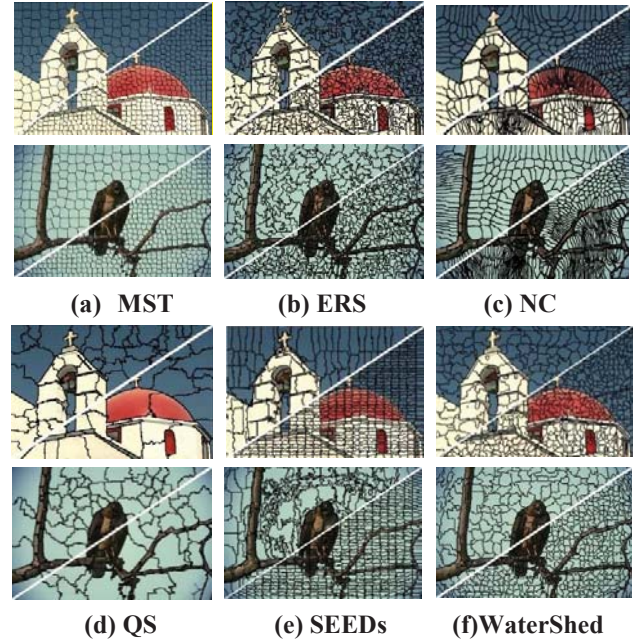 (a) MST
(b) ERS
(c) NC
(d) QS
(e) SEEDs
(f)WaterShed